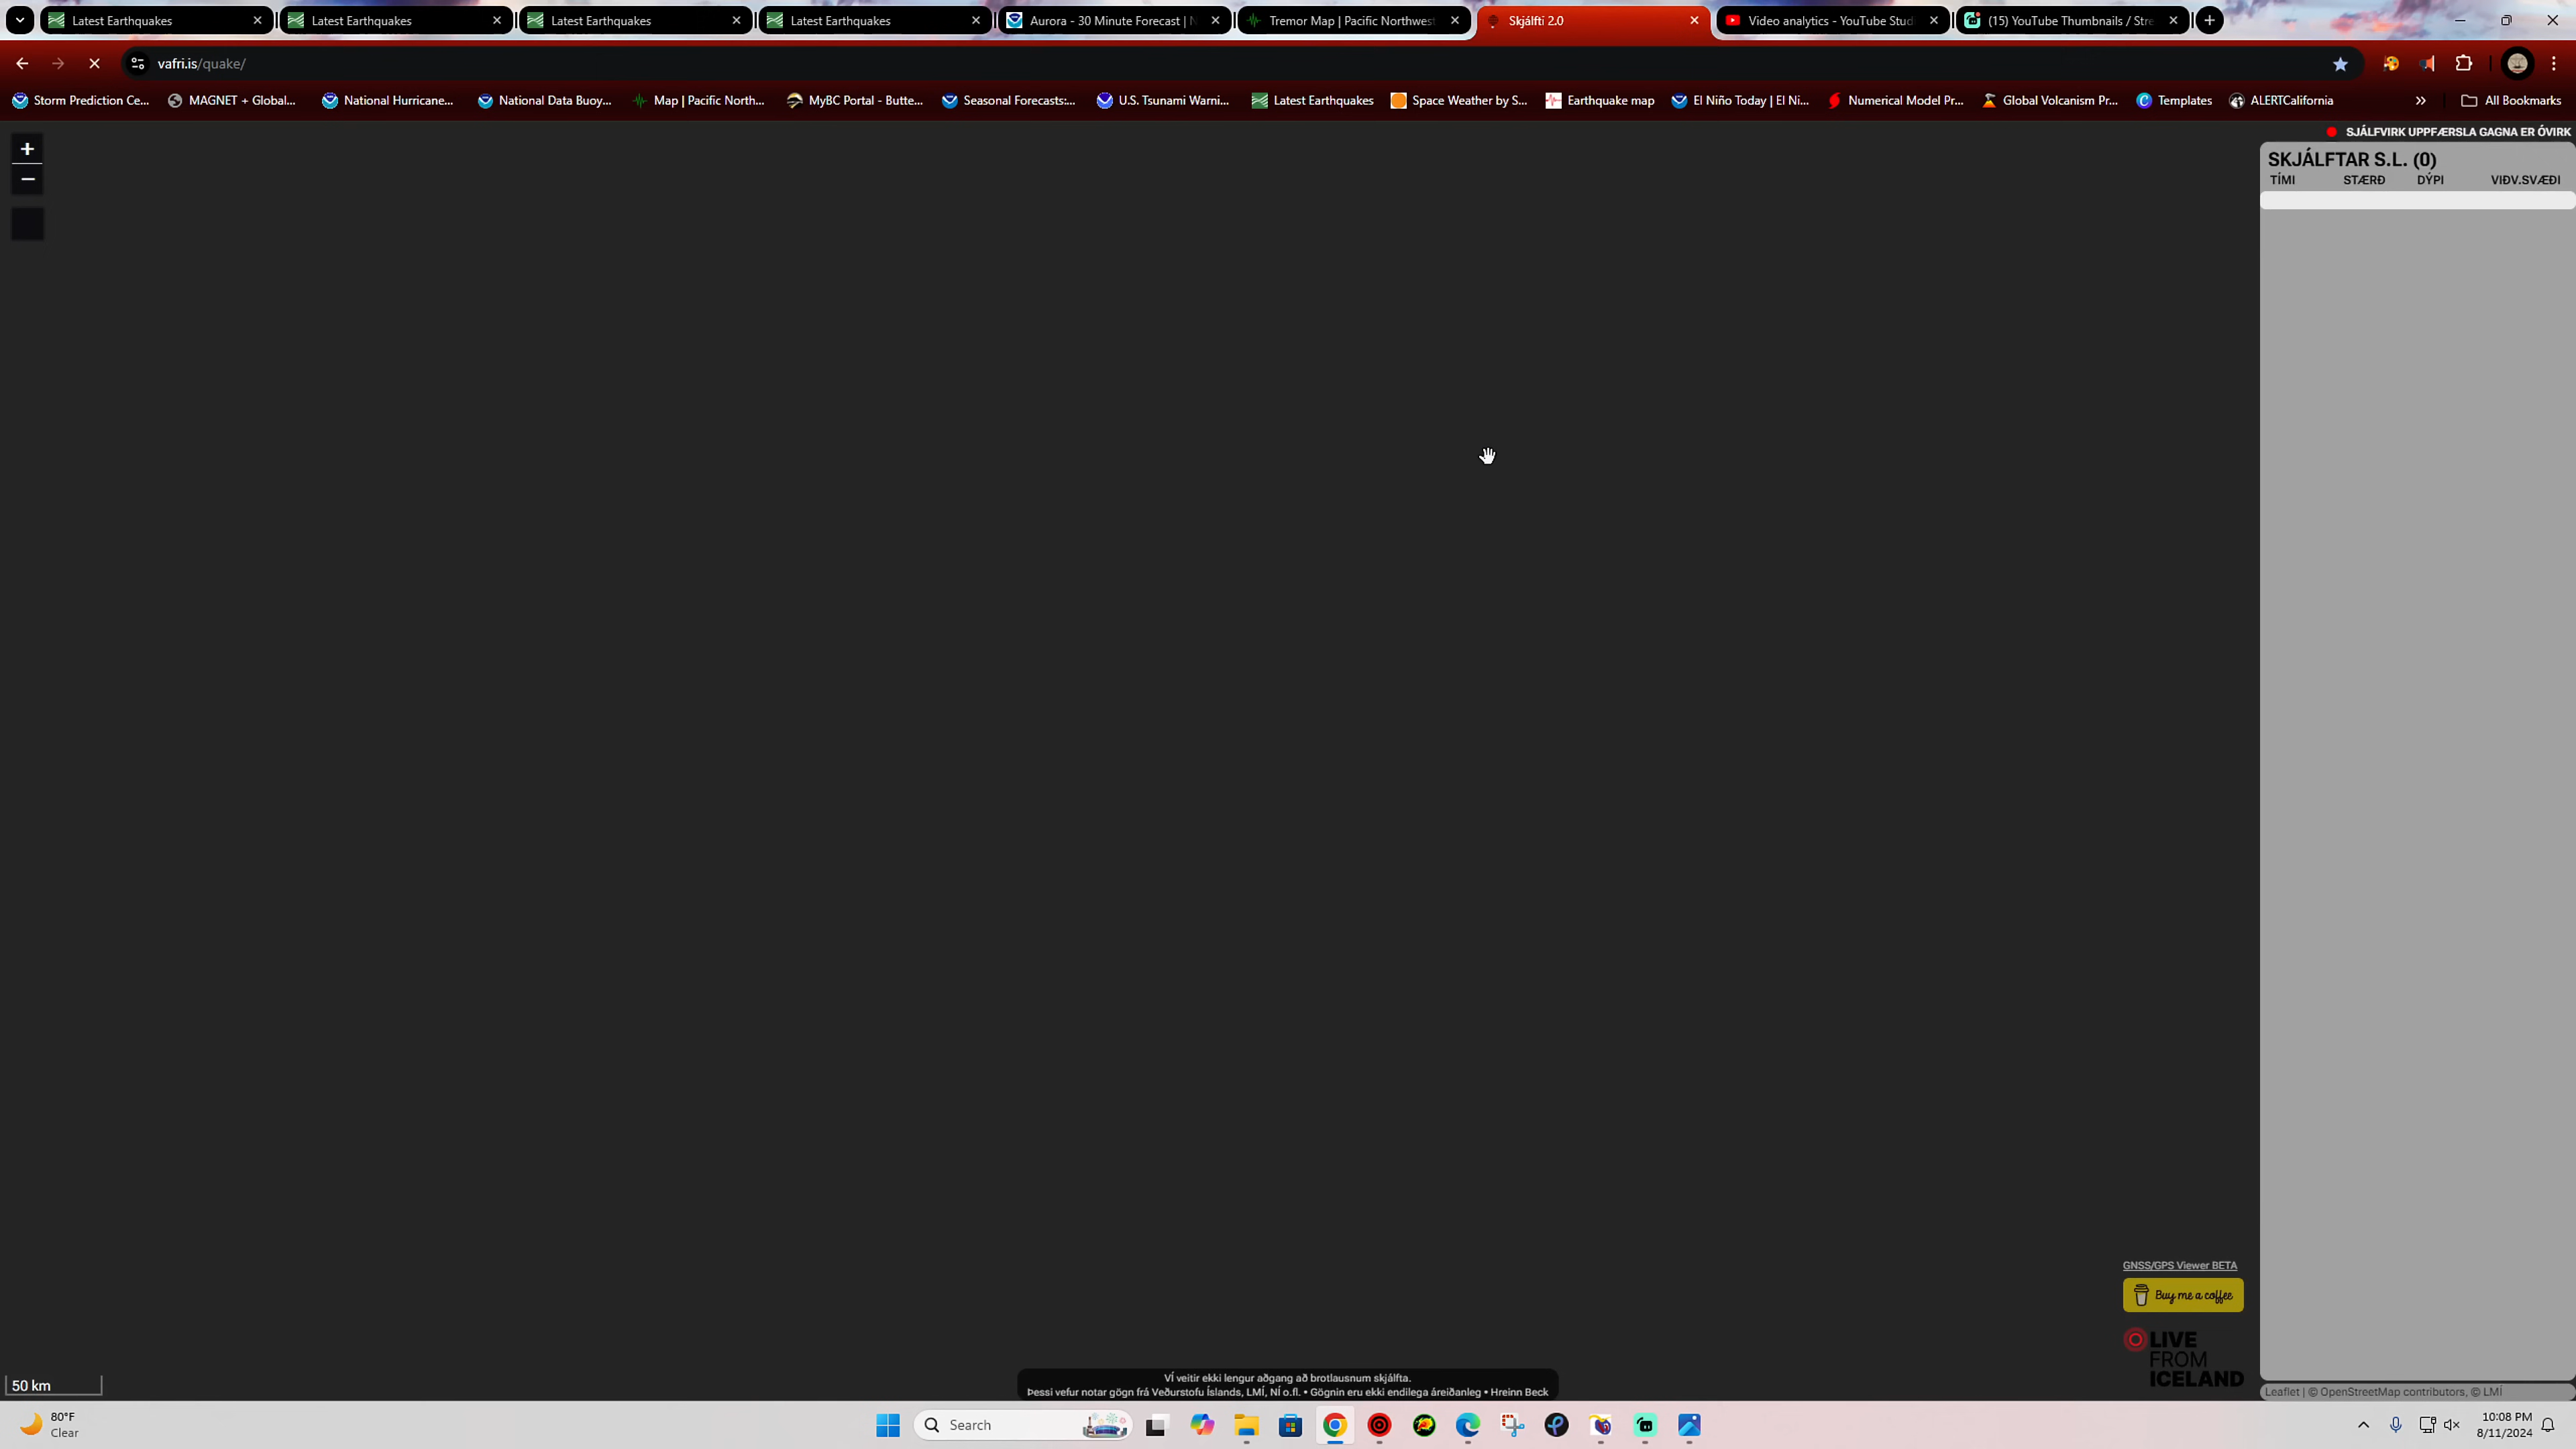 Latest Earthquakes
Latest Earthquakes
Latest Earthquakes
Latest Earthquakes
Aurora - 30 Minute Forecast | N
Tremor Map | Pacific Northwest
Skjálfti 2.0
Video analytics - YouTube Stud
(15) YouTube Thumbnails / Stre
vafri.is/quake/
Storm Prediction Ce...
MAGNET + Global...
National Hurricane...
National Data Buoy...
Map | Pacific North...
MyBC Portal - Butte...
Seasonal Forecasts:...
U.S. Tsunami Warni...
Latest Earthquakes
Space Weather by S...
Earthquake map
El Niño Today | El Ni...
Numerical Model Pr...
Global Volcanism Pr...
Templates
ALERTCalifornia
All Bookmarks
+
−
SJÁLFVIRK UPPFÆRSLA GAGNA ER ÓVIRK
SKJÁLFTAR S.L. (0)
TÍMI STÆRÐ DÝPI VIÐV.SVÆÐI
GNSS/GPS Viewer BETA
Buy me a coffee
LIVE
FROM
ICELAND
50 km
VÍ veitir ekki lengur aðgang að brotlausnum skjálfta.
Þessi vefur notar gögn frá Veðurstofu Íslands, LMÍ, NÍ o.fl. • Gögnin eru ekki endilega áreiðanleg • Hreinn Beck
Leaflet | © OpenStreetMap contributors, © LMÍ
80°F
Clear
Search
10:08 PM
8/11/2024